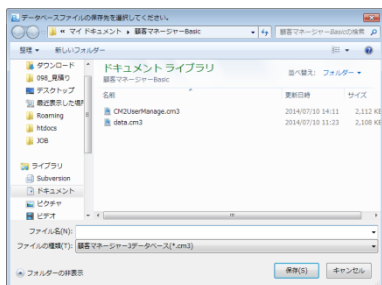 データベースファイルの保存先を選択してください。
« マイ ドキュメント ▸ 顧客マネージャーBasic
顧客マネージャーBasicの検索
整理 ▼ 新しいフォルダー
ダウンロード
098_見積り
デスクトップ
最近表示した場所
Roaming
htdocs
JOB
ライブラリ
Subversion
ドキュメント
ピクチャ
ビデオ
ドキュメント ライブラリ
顧客マネージャーBasic
並べ替え: フォルダー ▼
名前 更新日時 サイズ
CM2UserManage.cm3 2014/07/10 14:11 2,112 KB
data.cm3 2014/07/10 11:23 2,108 KB
ファイル名(N):
ファイルの種類(T): 顧客マネージャー3データベース(*.cm3)
フォルダーの非表示
保存(S) キャンセル